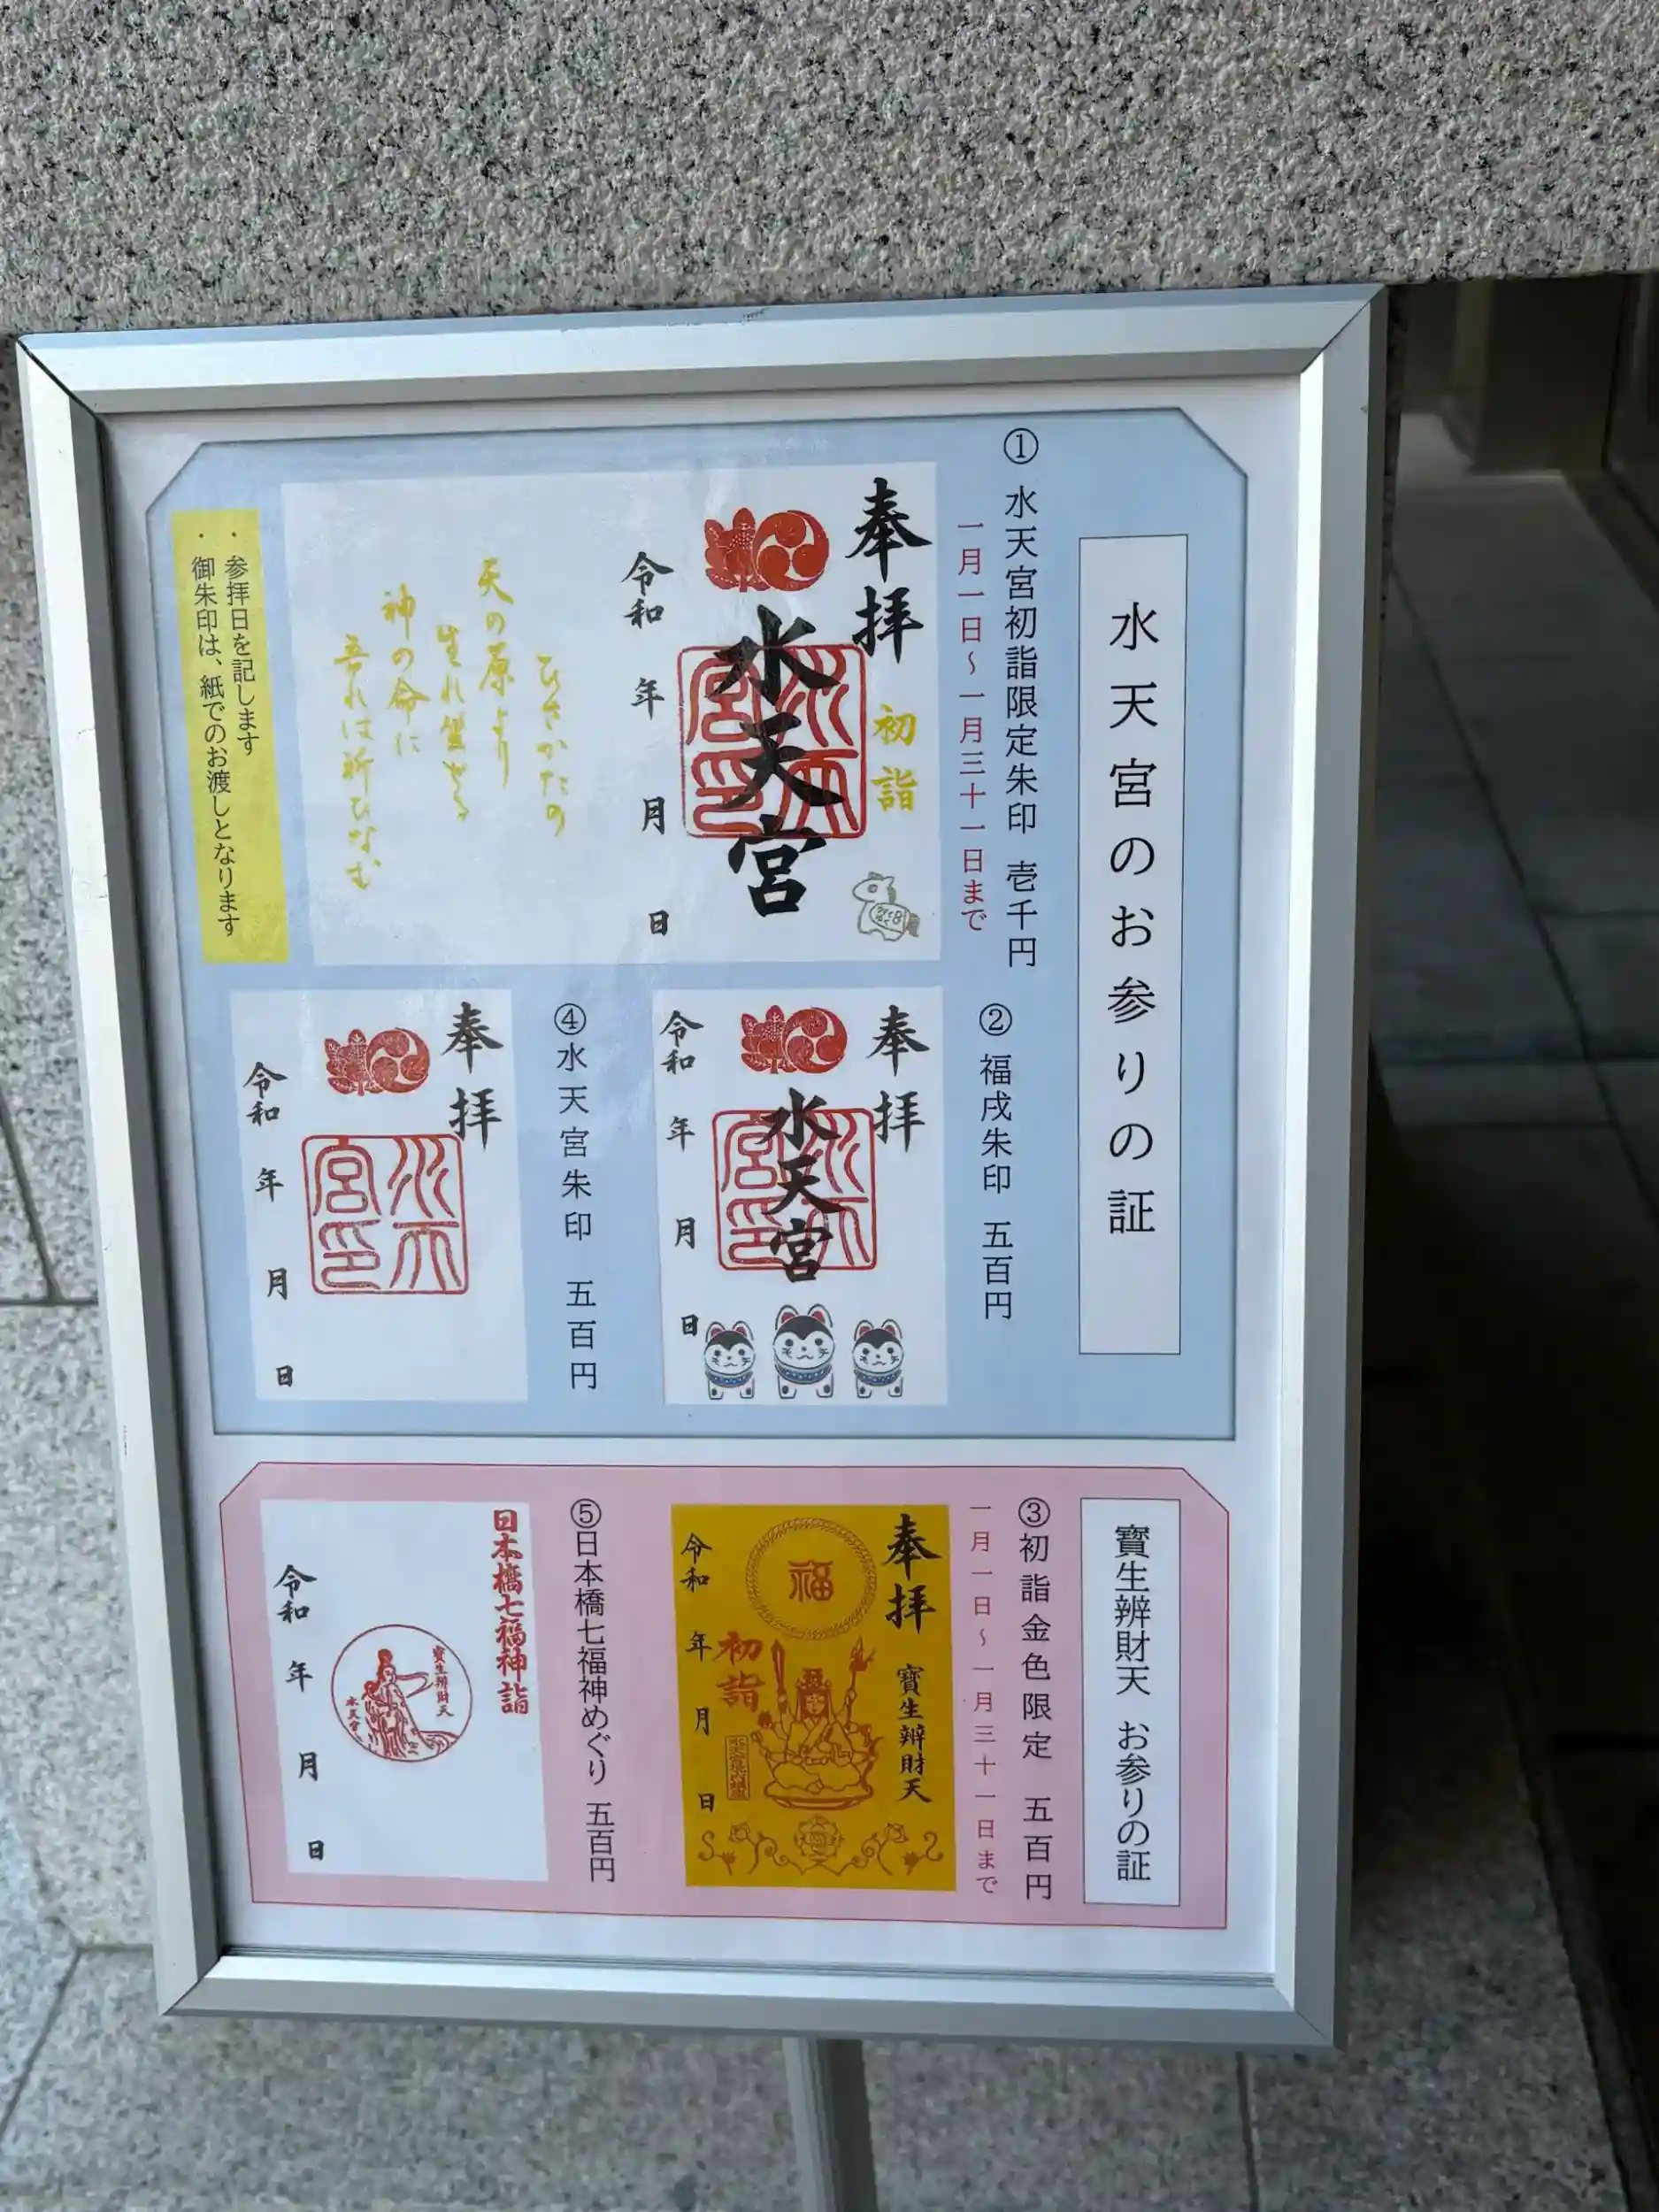 水天宮のお参りの証
① 水天宮初詣限定朱印 壱千円
一月一日～一月三十一日まで
奉拝 初詣
水天宮
令和 年 月 日
ひさかたの
天の原より
生れ坐せる
神の命に
吾れは祈ひなむ
・参拝日を記します
・御朱印は、紙でのお渡しとなります
② 福戌朱印 五百円
奉拝
水天宮
令和 年 月 日
④ 水天宮朱印 五百円
奉拝
水天宮印
令和 年 月 日
寳生辨財天 お参りの証
③ 初詣金色限定 五百円
一月一日～一月三十一日まで
奉拝 寳生辨財天
福
初詣
令和 年 月 日
⑤日本橋七福神めぐり 五百円
日本橋七福神詣
寳生辨財天
水天宮
令和 年 月 日